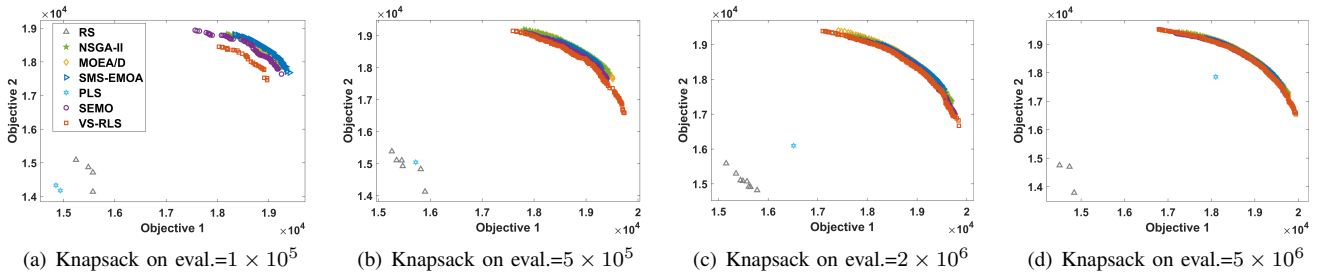 ×10⁴
1.9
1.8
1.7
1.6
1.5
1.4
Objective 2
RS
NSGA-II
MOEA/D
SMS-EMOA
PLS
SEMO
VS-RLS
1.5 1.6 1.7 1.8 1.9
Objective 1
×10⁴
(a) Knapsack on eval.=1 × 10⁵
×10⁴
1.9
1.8
1.7
1.6
1.5
1.4
Objective 2
1.5 1.6 1.7 1.8 1.9 2
Objective 1
×10⁴
(b) Knapsack on eval.=5 × 10⁵
×10⁴
1.9
1.8
1.7
1.6
1.5
Objective 2
1.5 1.6 1.7 1.8 1.9 2
Objective 1
×10⁴
(c) Knapsack on eval.=2 × 10⁶
×10⁴
1.9
1.8
1.7
1.6
1.5
1.4
Objective 2
1.5 1.6 1.7 1.8 1.9 2
Objective 1
×10⁴
(d) Knapsack on eval.=5 × 10⁶